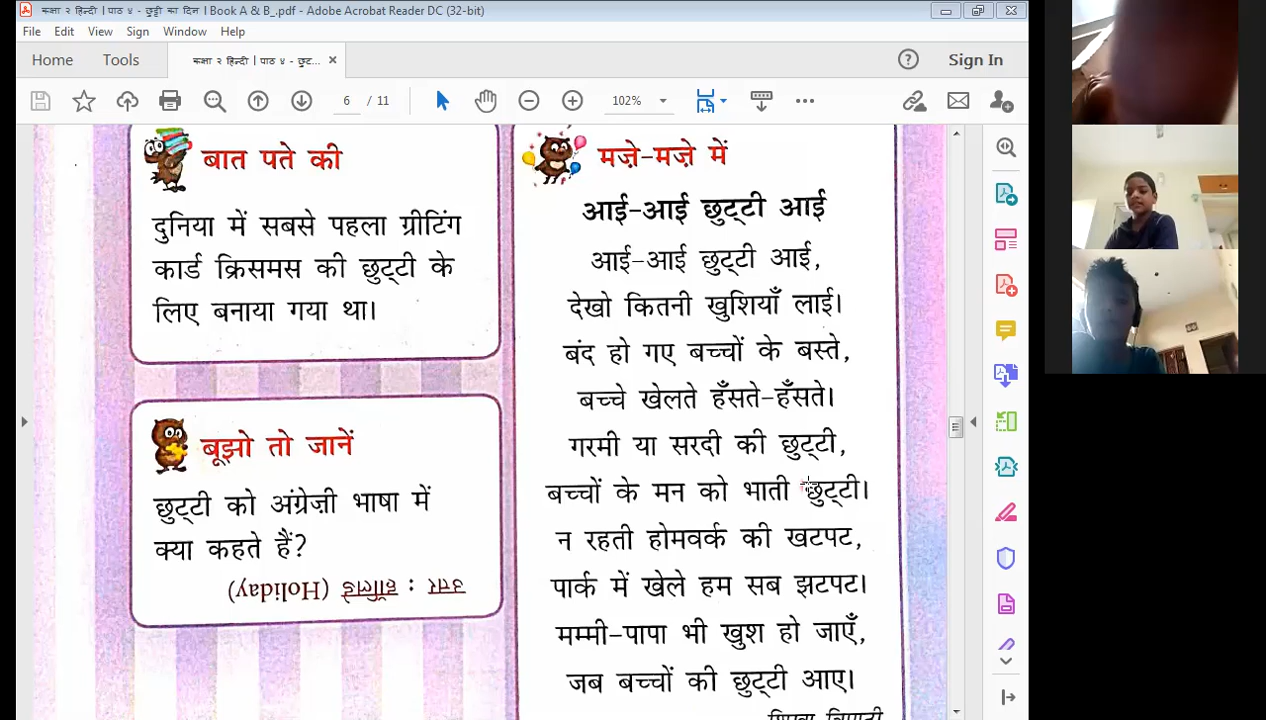 कक्षा २ हिन्दी । पाठ ४ - छुट्टी का दिन । Book A & B_.pdf - Adobe Acrobat Reader DC (32-bit)
File Edit View Sign Window Help
Home Tools कक्षा २ हिन्दी । पाठ ४ - छुट... Sign In
6 / 11 102%
बात पते की
दुनिया में सबसे पहला ग्रीटिंग
कार्ड क्रिसमस की छुट्टी के
लिए बनाया गया था।
बूझो तो जानें
छुट्टी को अंग्रेज़ी भाषा में
क्या कहते हैं?
उत्तर : हॉलिडे (Holiday)
मज़े-मज़े में
आई-आई छुट्टी आई
आई-आई छुट्टी आई,
देखो कितनी खुशियाँ लाई।
बंद हो गए बच्चों के बस्ते,
बच्चे खेलते हँसते-हँसते।
गरमी या सरदी की छुट्टी,
बच्चों के मन को भाती छुट्टी।
न रहती होमवर्क की खटपट,
पार्क में खेले हम सब झटपट।
मम्मी-पापा भी खुश हो जाएँ,
जब बच्चों की छुट्टी आए।